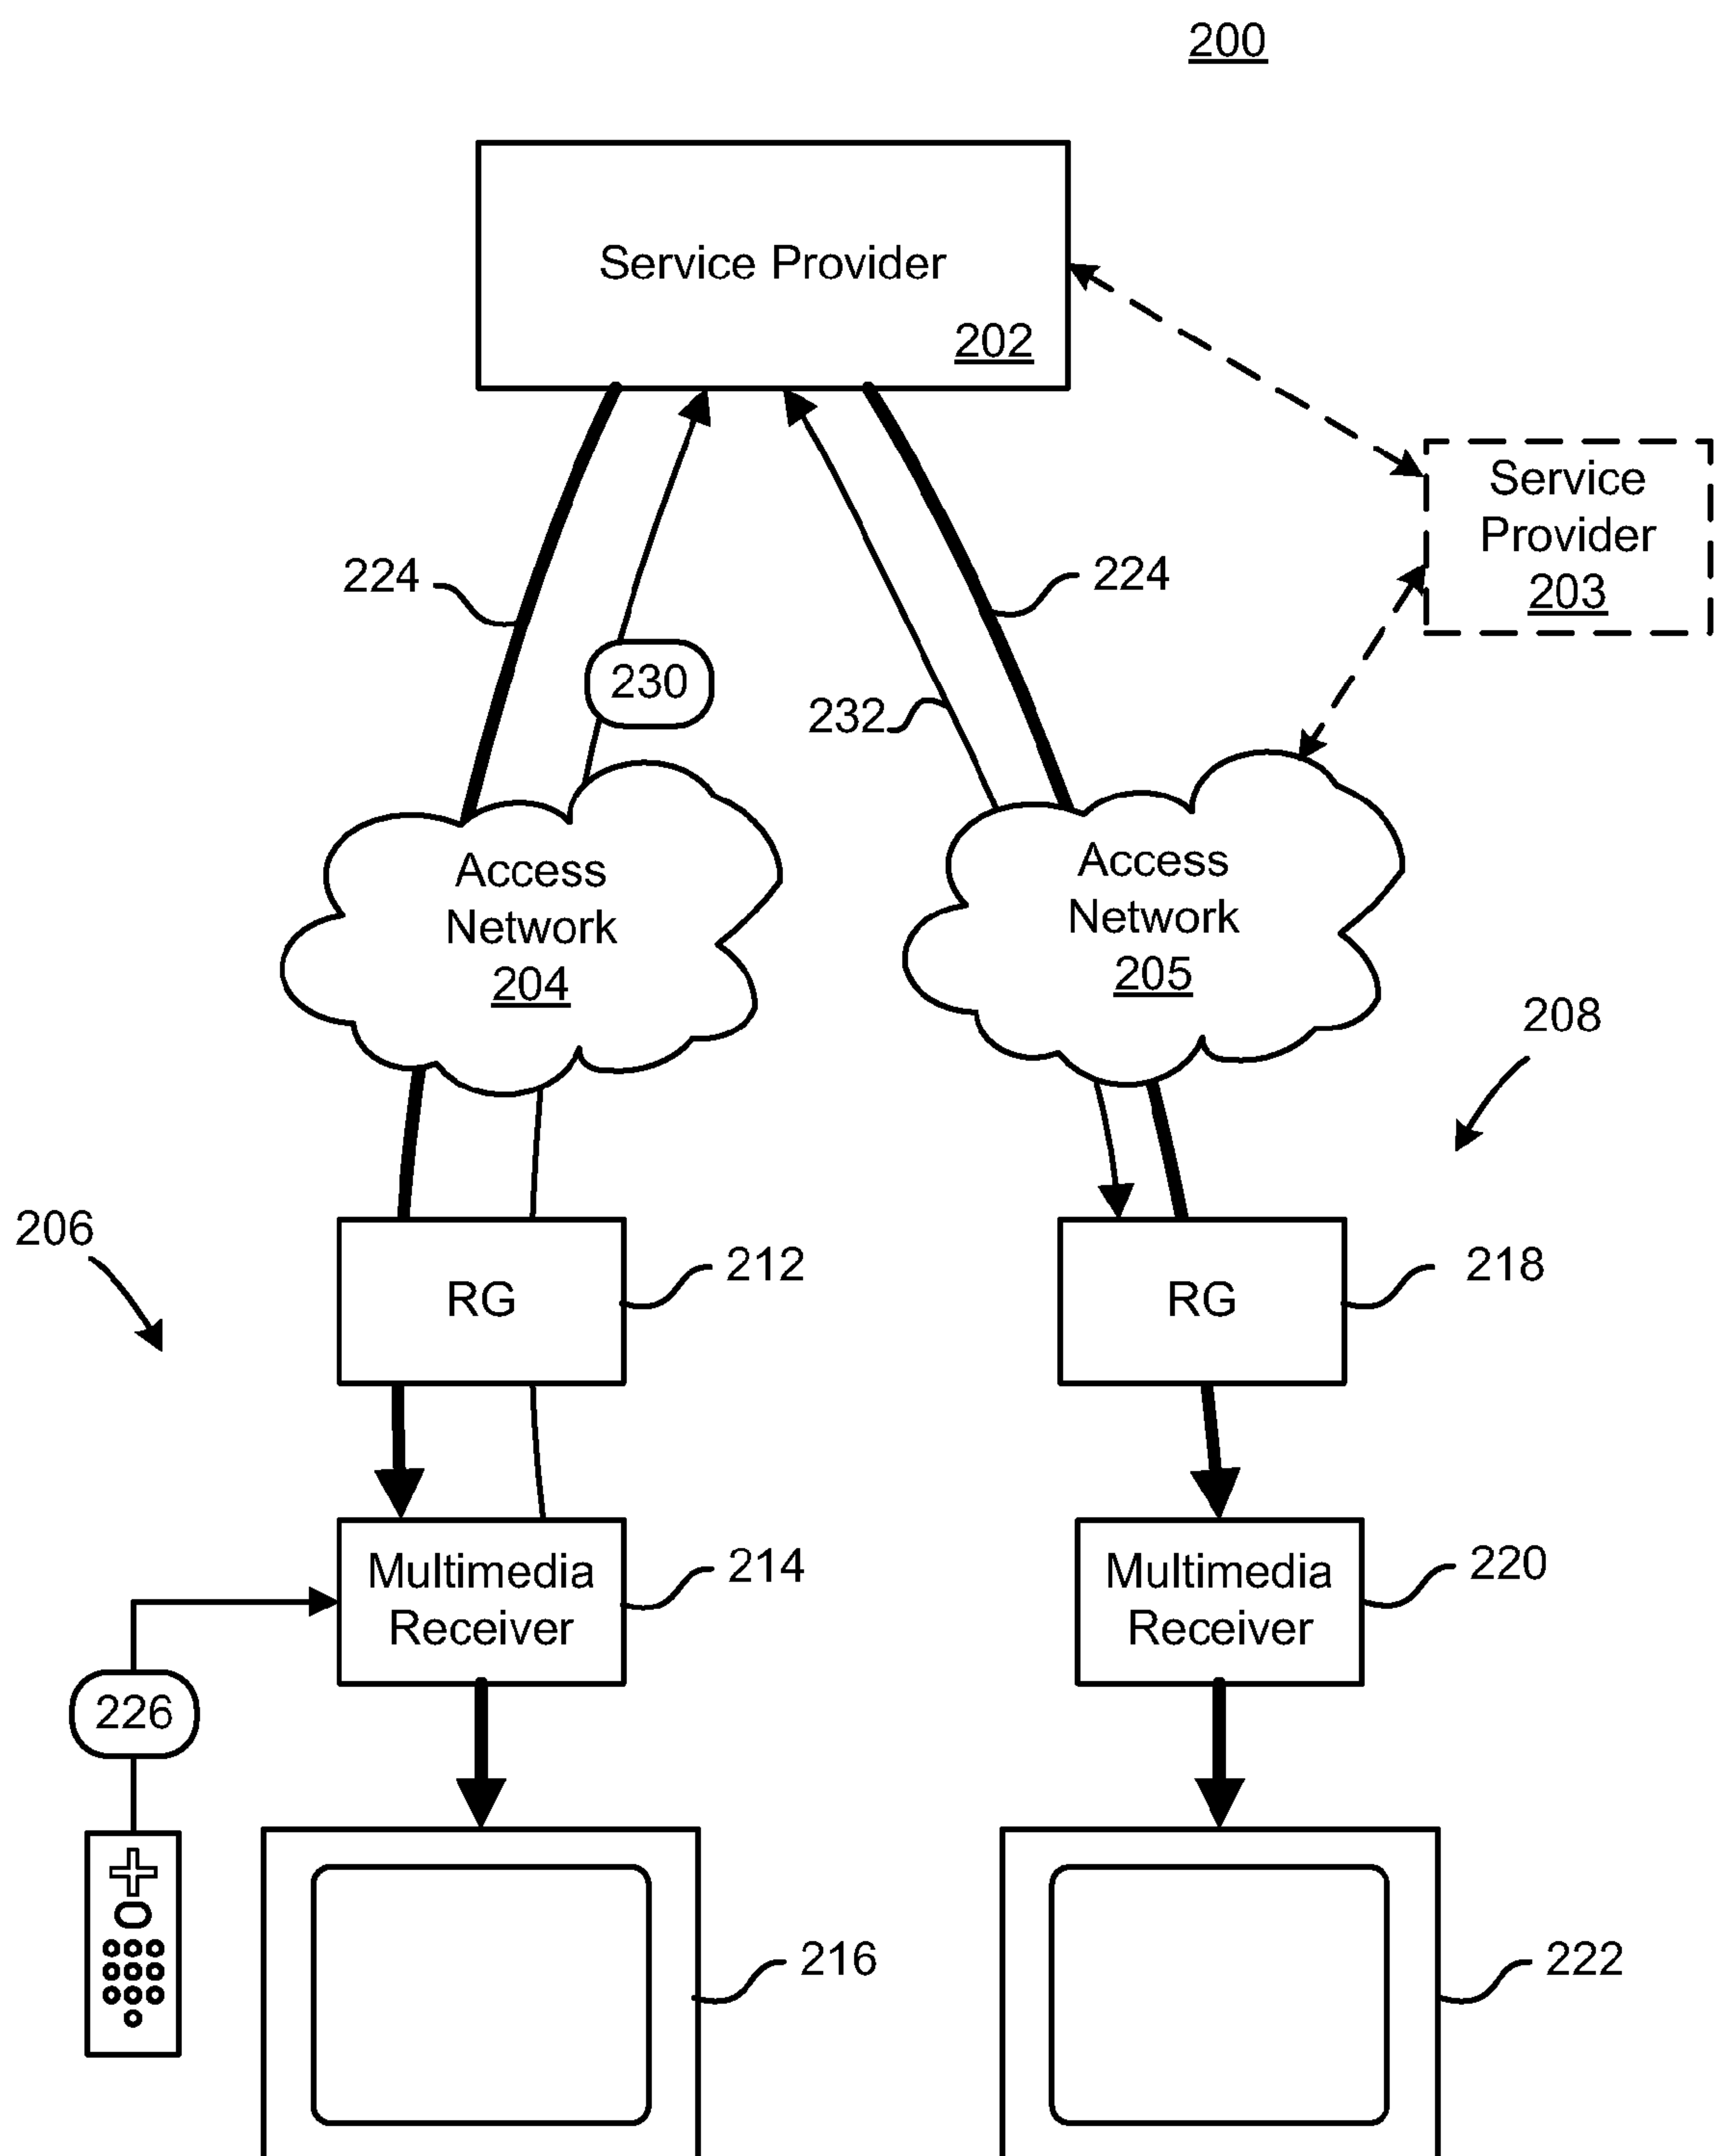 200
Service Provider
202
Service
Provider
203
224
224
230
232
Access
Network
204
Access
Network
205
208
206
RG
212
RG
218
Multimedia
Receiver
214
Multimedia
Receiver
220
226
216
222